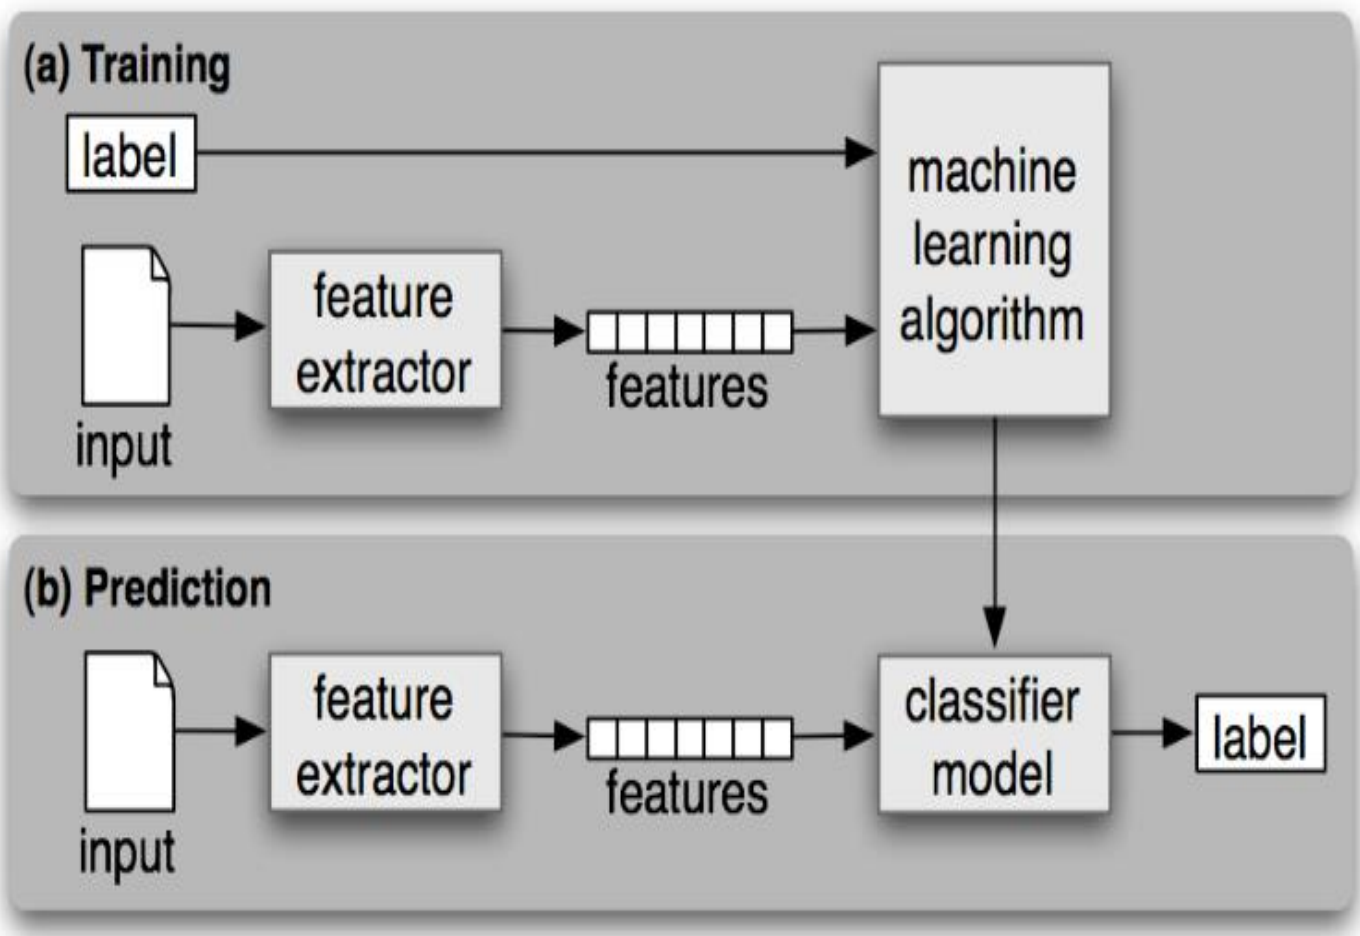 (a) Training
label
machine
learning
algorithm
feature
extractor
features
input
(b) Prediction
feature
extractor
features
classifier
model
label
input